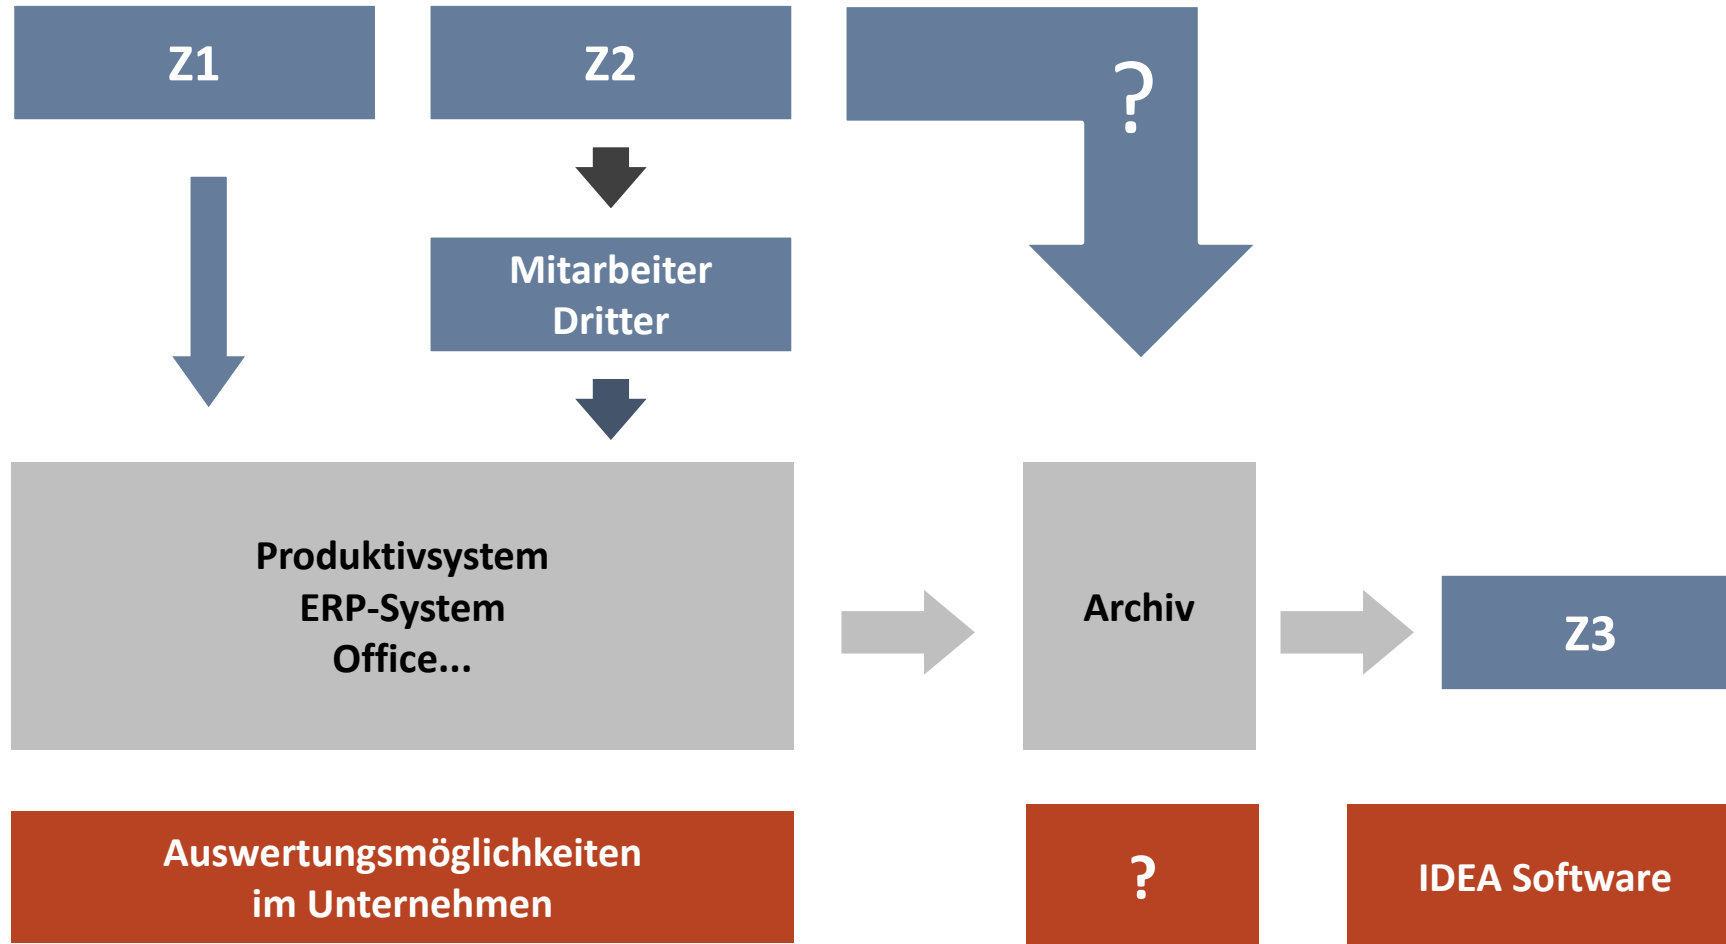 Z1
Z2
?
Mitarbeiter
Dritter
Produktivsystem
ERP-System
Office...
Archiv
Z3
Auswertungsmöglichkeiten
im Unternehmen
?
IDEA Software